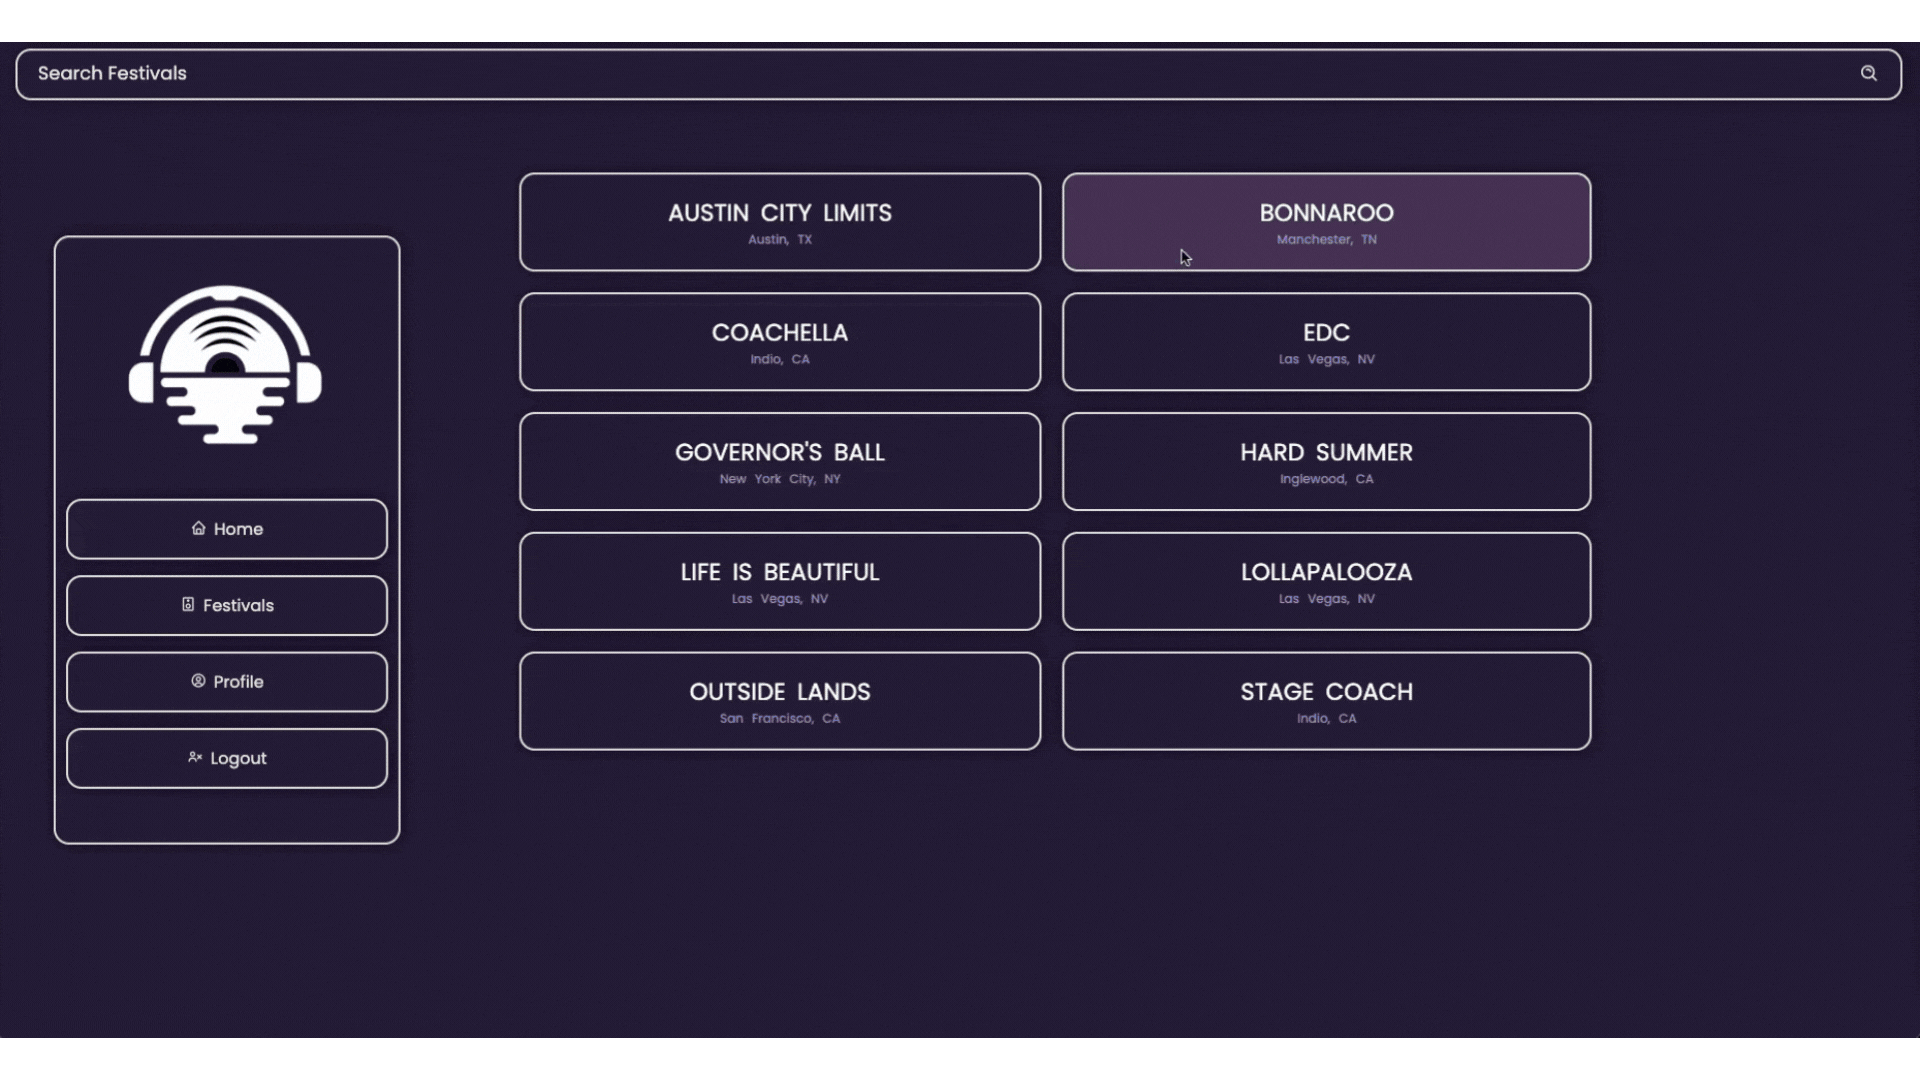 Search Festivals
AUSTIN CITY LIMITS
Austin, TX
BONNAROO
Manchester, TN
COACHELLA
Indio, CA
EDC
Las Vegas, NV
GOVERNOR'S BALL
New York City, NY
HARD SUMMER
Inglewood, CA
LIFE IS BEAUTIFUL
Las Vegas, NV
LOLLAPALOOZA
Las Vegas, NV
OUTSIDE LANDS
San Francisco, CA
STAGE COACH
Indio, CA
Home
Festivals
Profile
Logout